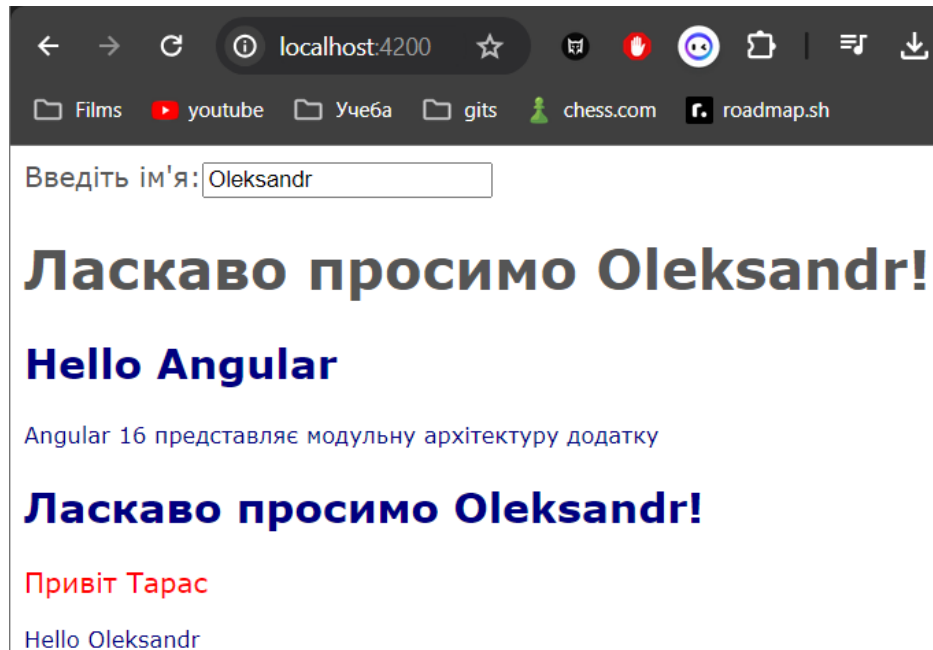 localhost:4200
Films youtube Учеба gits chess.com r. roadmap.sh
Введіть ім'я: Oleksandr
Ласкаво просимо Oleksandr!
Hello Angular
Angular 16 представляє модульну архітектуру додатку
Ласкаво просимо Oleksandr!
Привіт Тарас
Hello Oleksandr